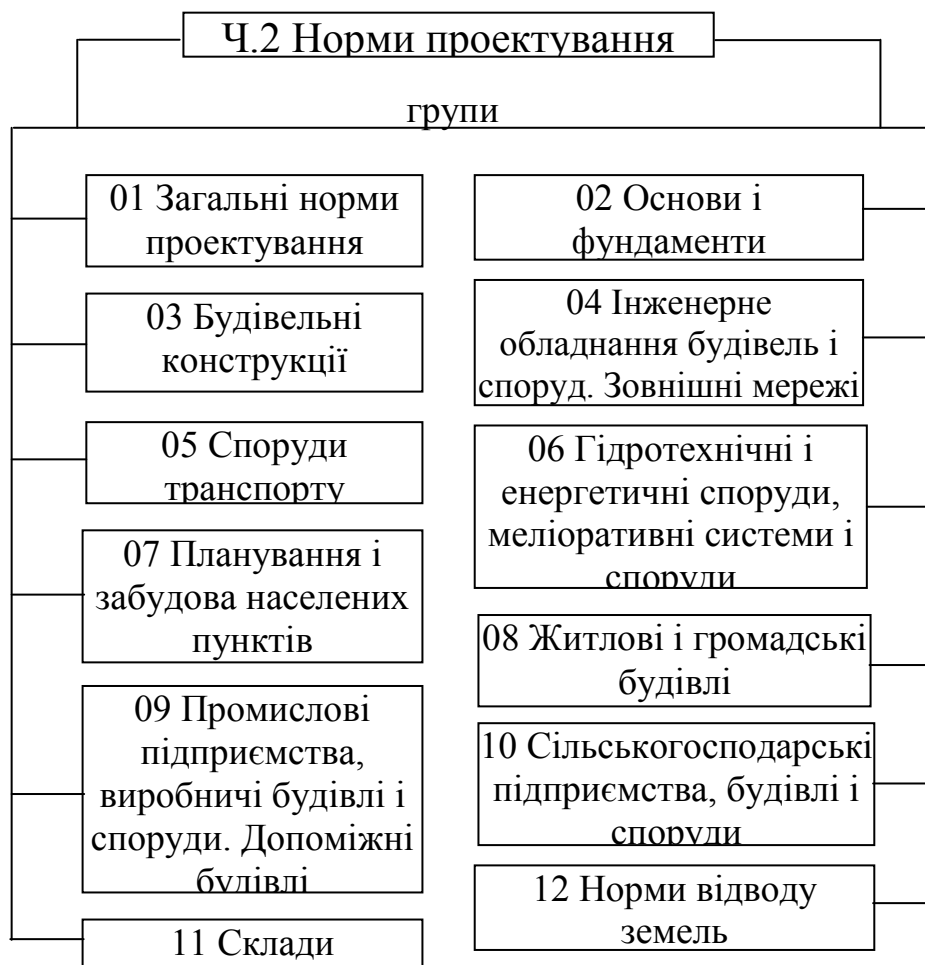 Ч.2 Норми проектування
групи
01 Загальні норми
проектування
02 Основи і
фундаменти
03 Будівельні
конструкції
04 Інженерне
обладнання будівель і
споруд. Зовнішні мережі
05 Споруди
транспорту
06 Гідротехнічні і
енергетичні споруди,
меліоративні системи і
споруди
07 Планування і
забудова населених
пунктів
08 Житлові і громадські
будівлі
09 Промислові
підприємства,
виробничі будівлі і
споруди. Допоміжні
будівлі
10 Сільськогосподарські
підприємства, будівлі і
споруди
11 Склади
12 Норми відводу
земель